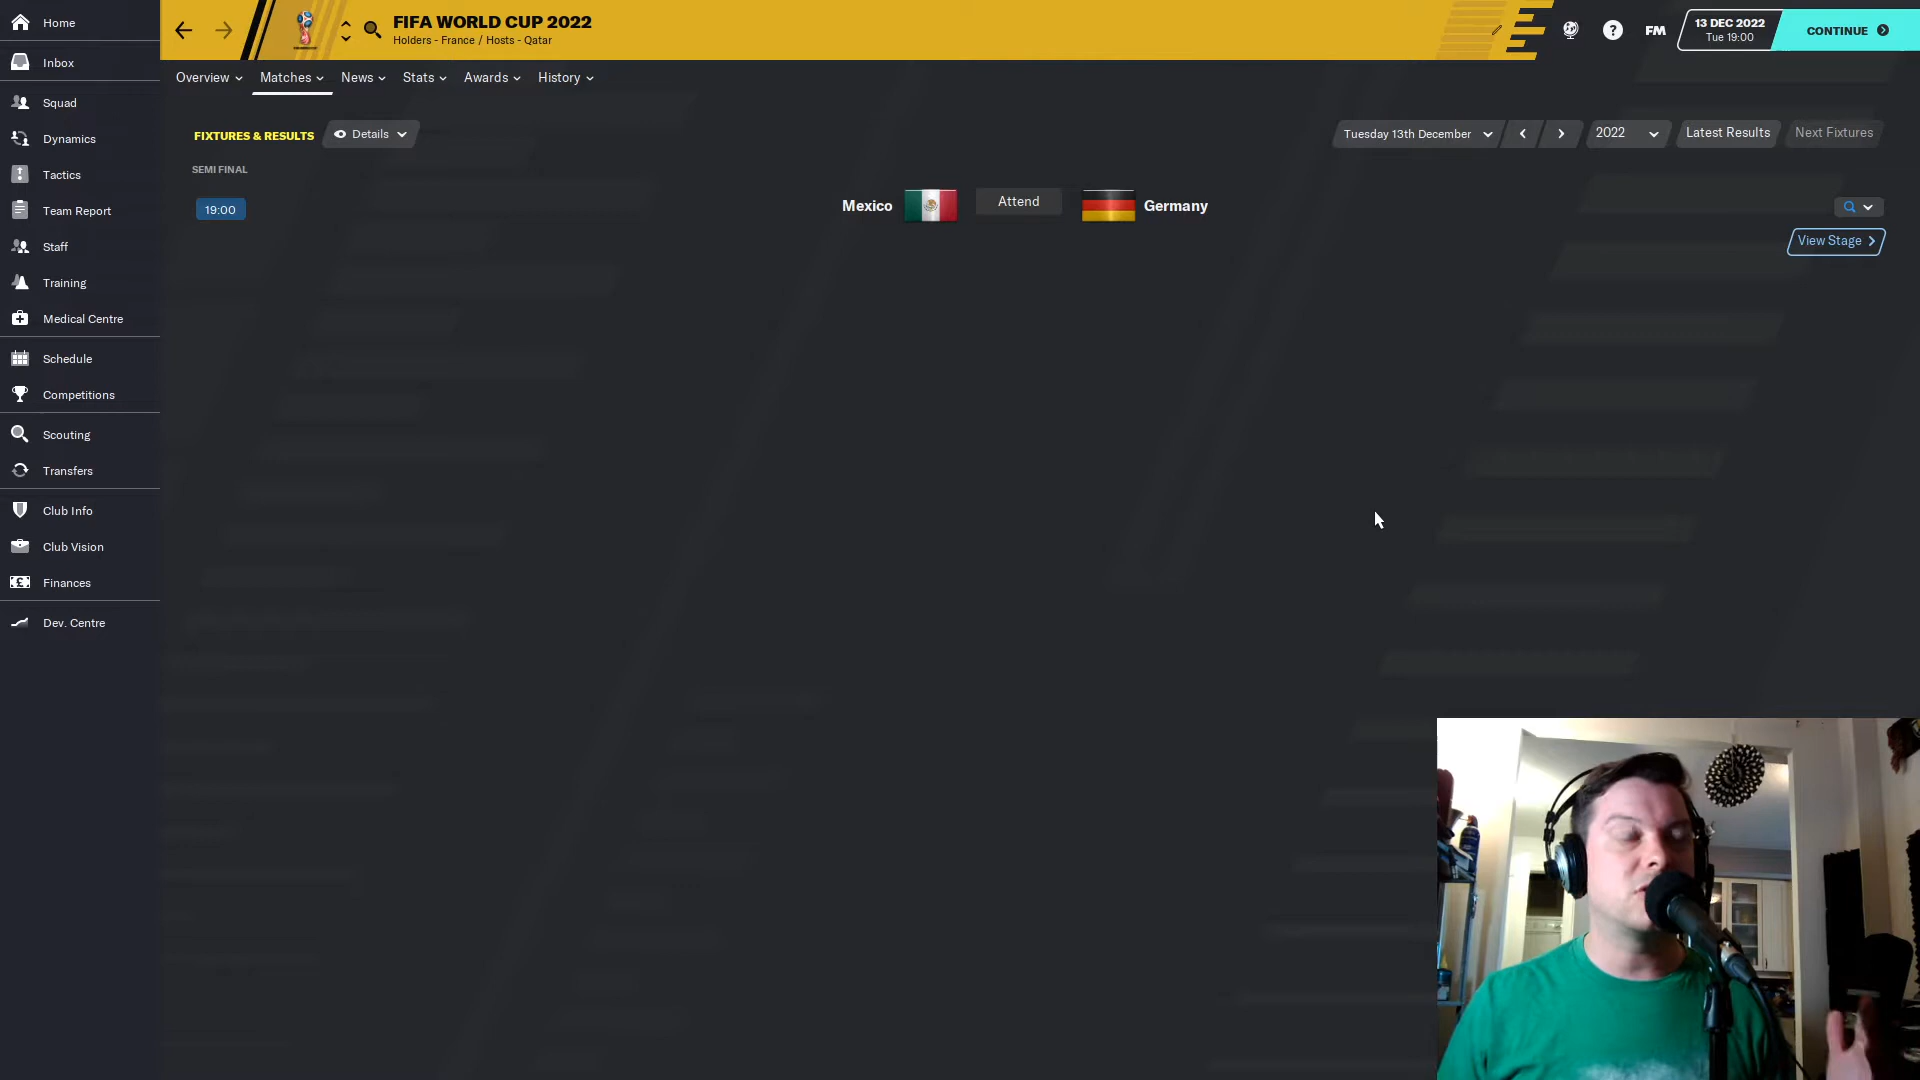 Home
Inbox
Squad
Dynamics
Tactics
Team Report
Staff
Training
Medical Centre
Schedule
Competitions
Scouting
Transfers
Club Info
Club Vision
Finances
Dev. Centre
FIFA WORLD CUP 2022
Holders - France / Hosts - Qatar
FM
13 DEC 2022
Tue 19:00
CONTINUE
Overview
Matches
News
Stats
Awards
History
FIXTURES & RESULTS
Details
Tuesday 13th December
2022
Latest Results
Next Fixtures
SEMI FINAL
19:00
Mexico
Attend
Germany
View Stage